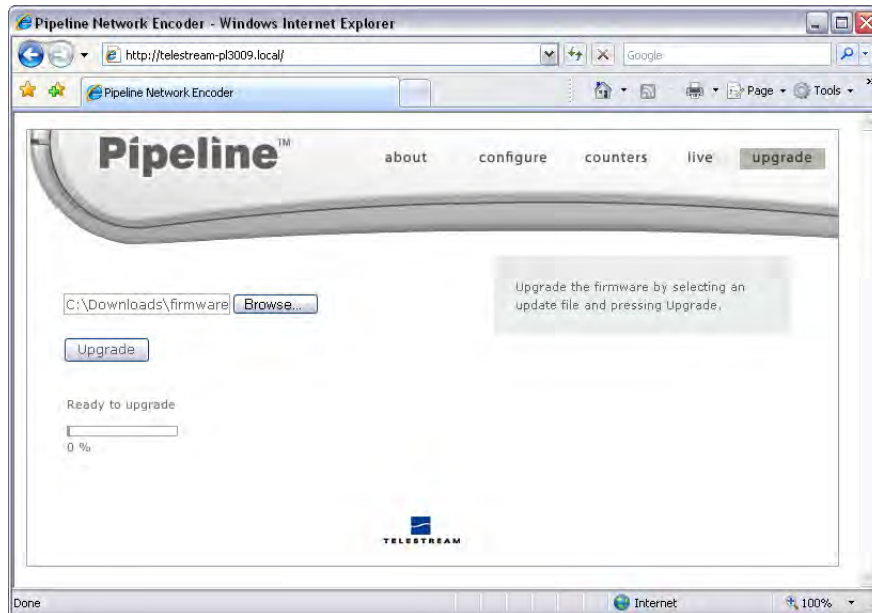 Pipeline Network Encoder - Windows Internet Explorer
http://telestream-pl3009.local/
Google
Pipeline Network Encoder
Page
Tools
»
Pipeline™
about configure counters live upgrade
C:\Downloads\firmware Browse...
Upgrade the firmware by selecting an
update file and pressing Upgrade.
Upgrade
Ready to upgrade
0 %
TELESTREAM
Done
Internet
100%